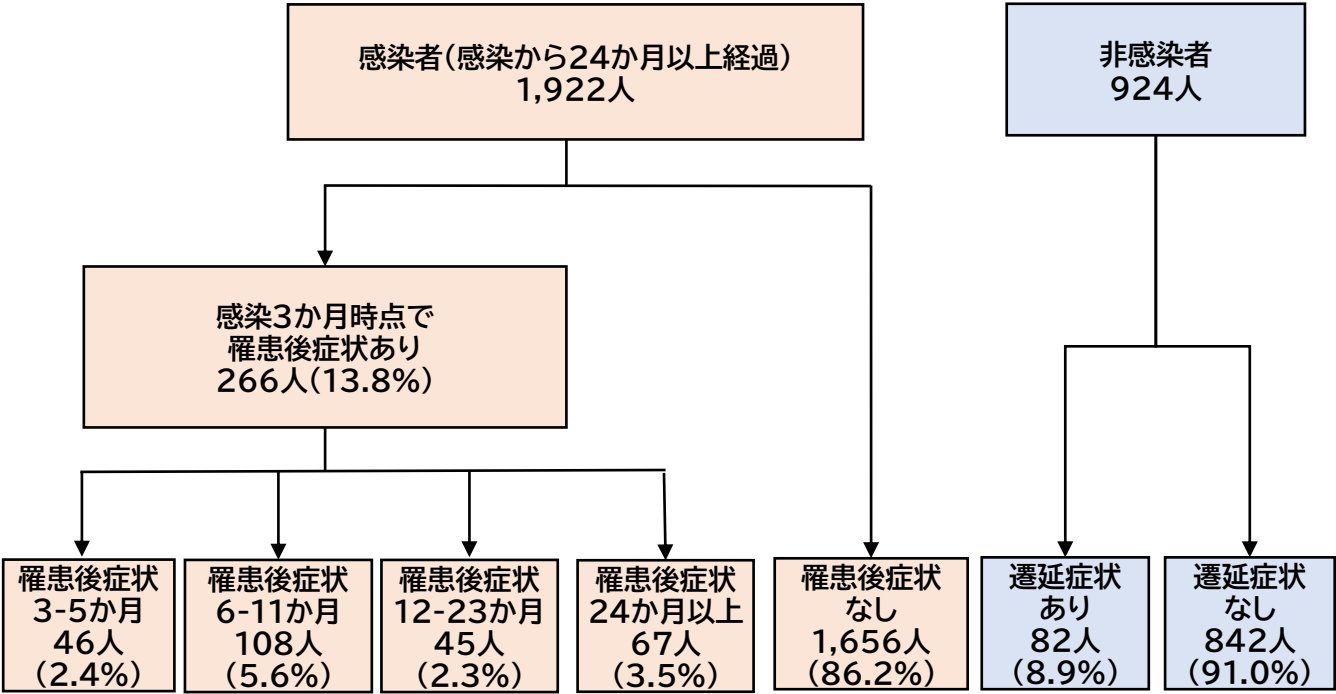 感染者(感染から24か月以上経過)
1,922人
非感染者
924人
感染3か月時点で
罹患後症状あり
266人(13.8%)
罹患後症状
3-5か月
46人
(2.4%)
罹患後症状
6-11か月
108人
(5.6%)
罹患後症状
12-23か月
45人
(2.3%)
罹患後症状
24か月以上
67人
(3.5%)
罹患後症状
なし
1,656人
(86.2%)
遷延症状
あり
82人
(8.9%)
遷延症状
なし
842人
(91.0%)